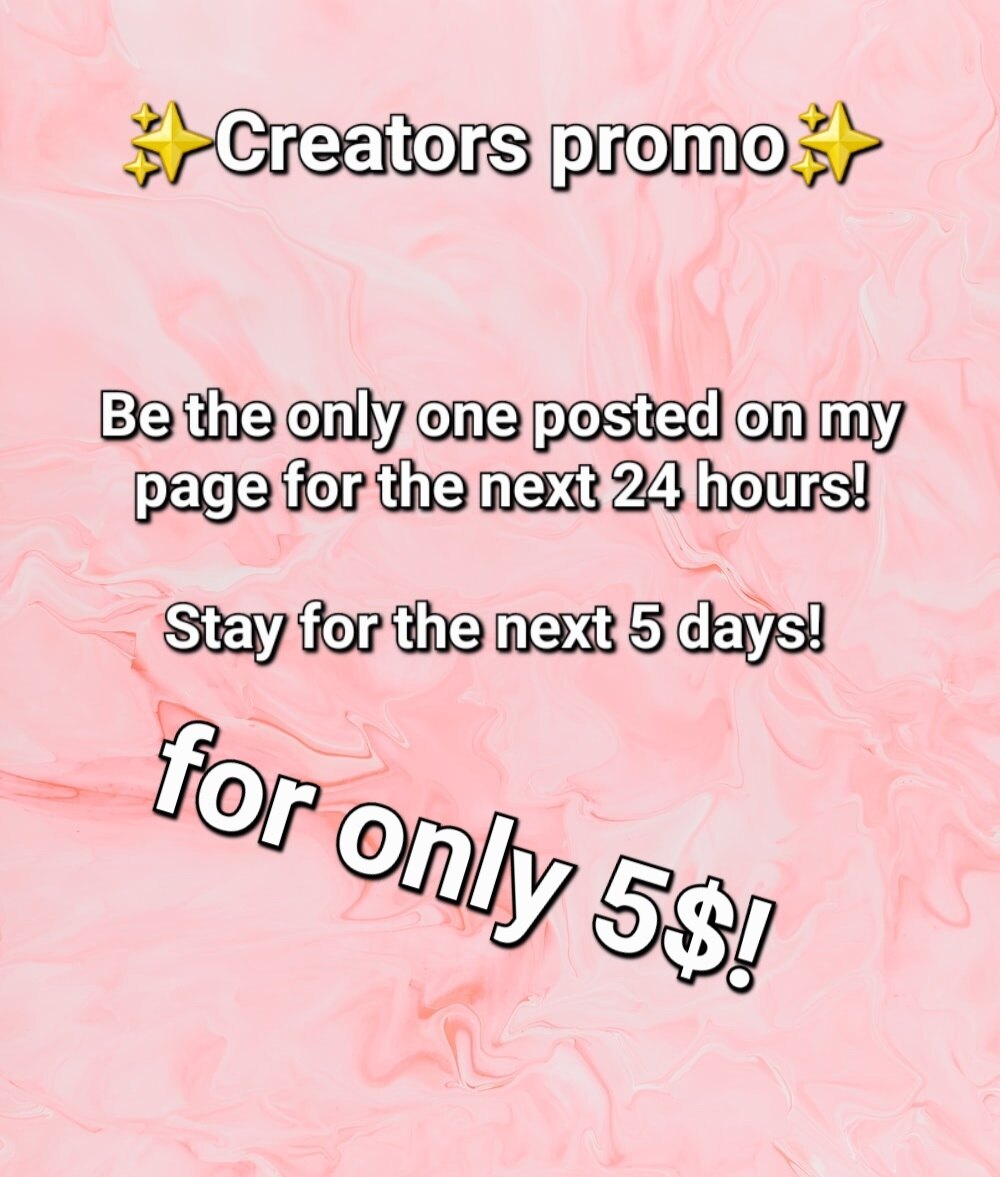 ✨Creators promo✨
Be the only one posted on my
page for the next 24 hours!
Stay for the next 5 days!
for only 5$!